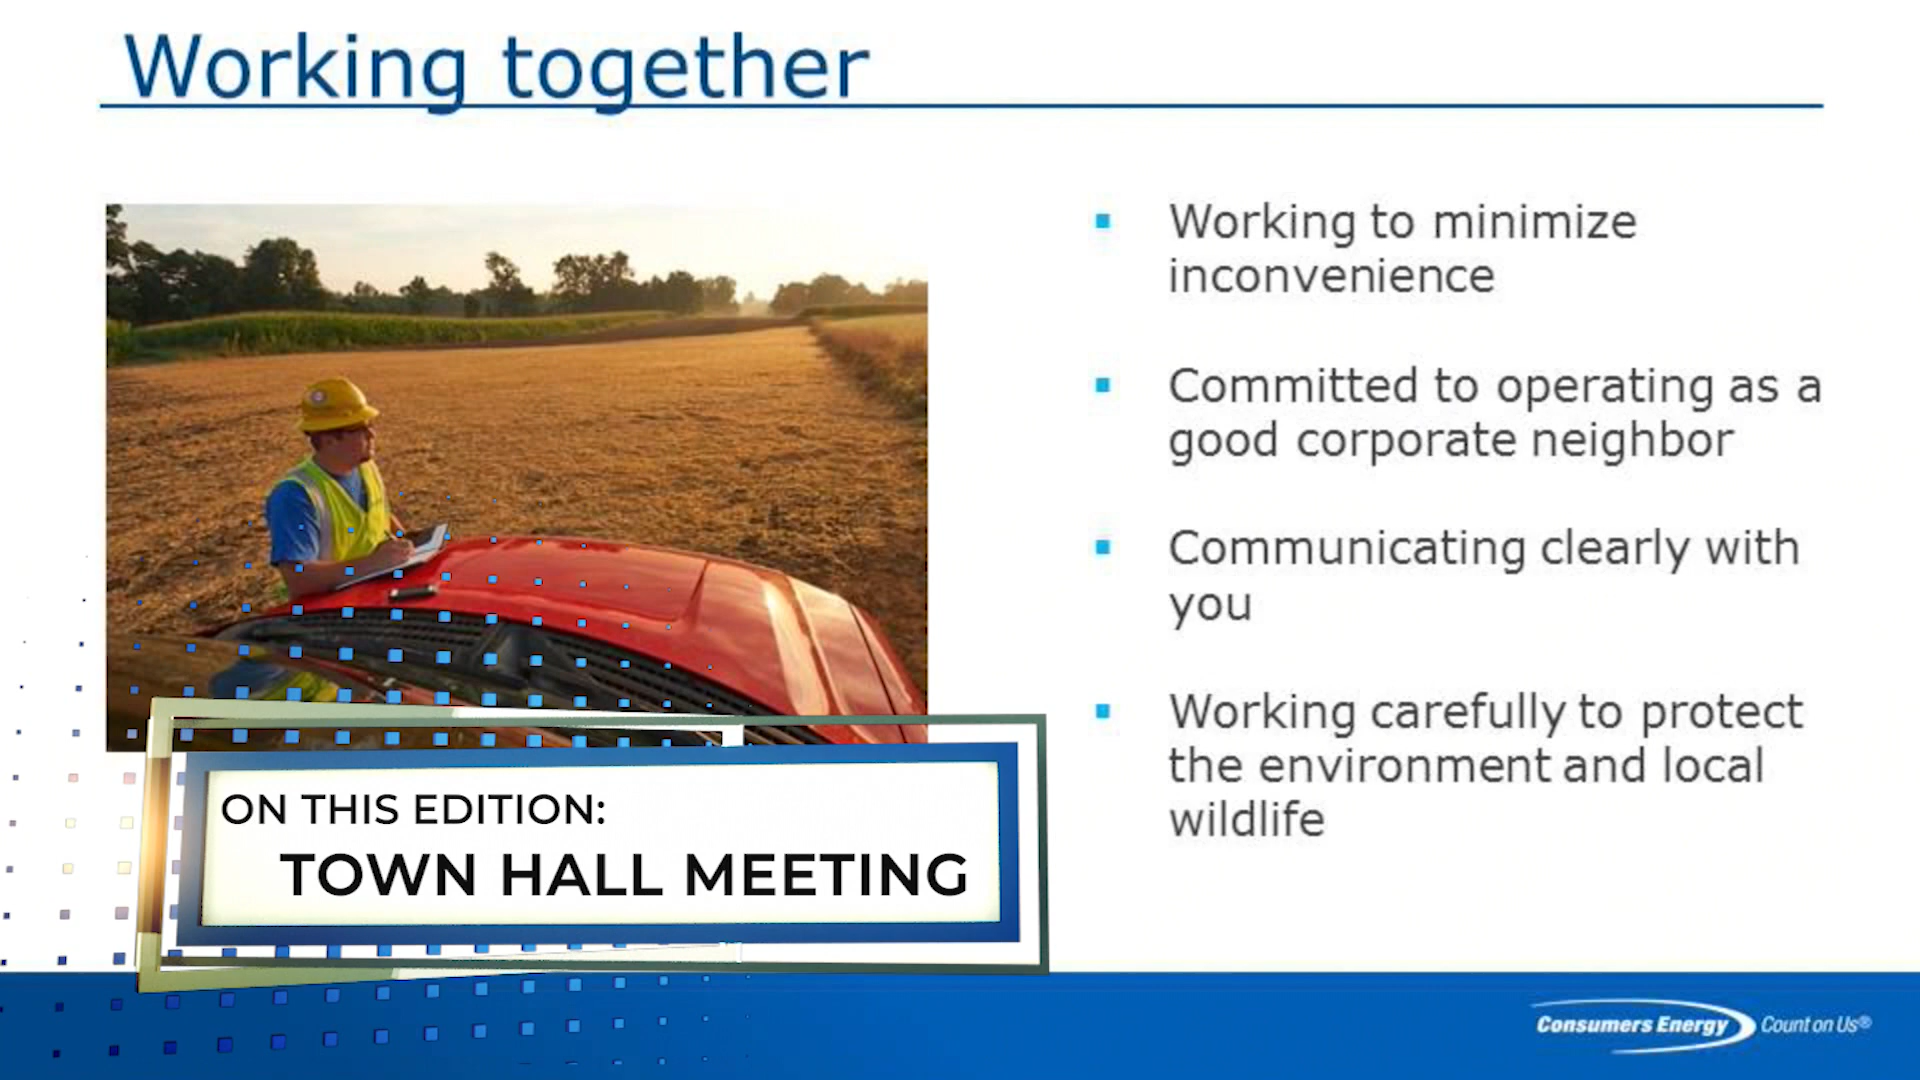 Working together
Working to minimize
inconvenience
Committed to operating as a
good corporate neighbor
Communicating clearly with
you
Working carefully to protect
the environment and local
wildlife
ON THIS EDITION:
TOWN HALL MEETING
Consumers Energy Count on Us®